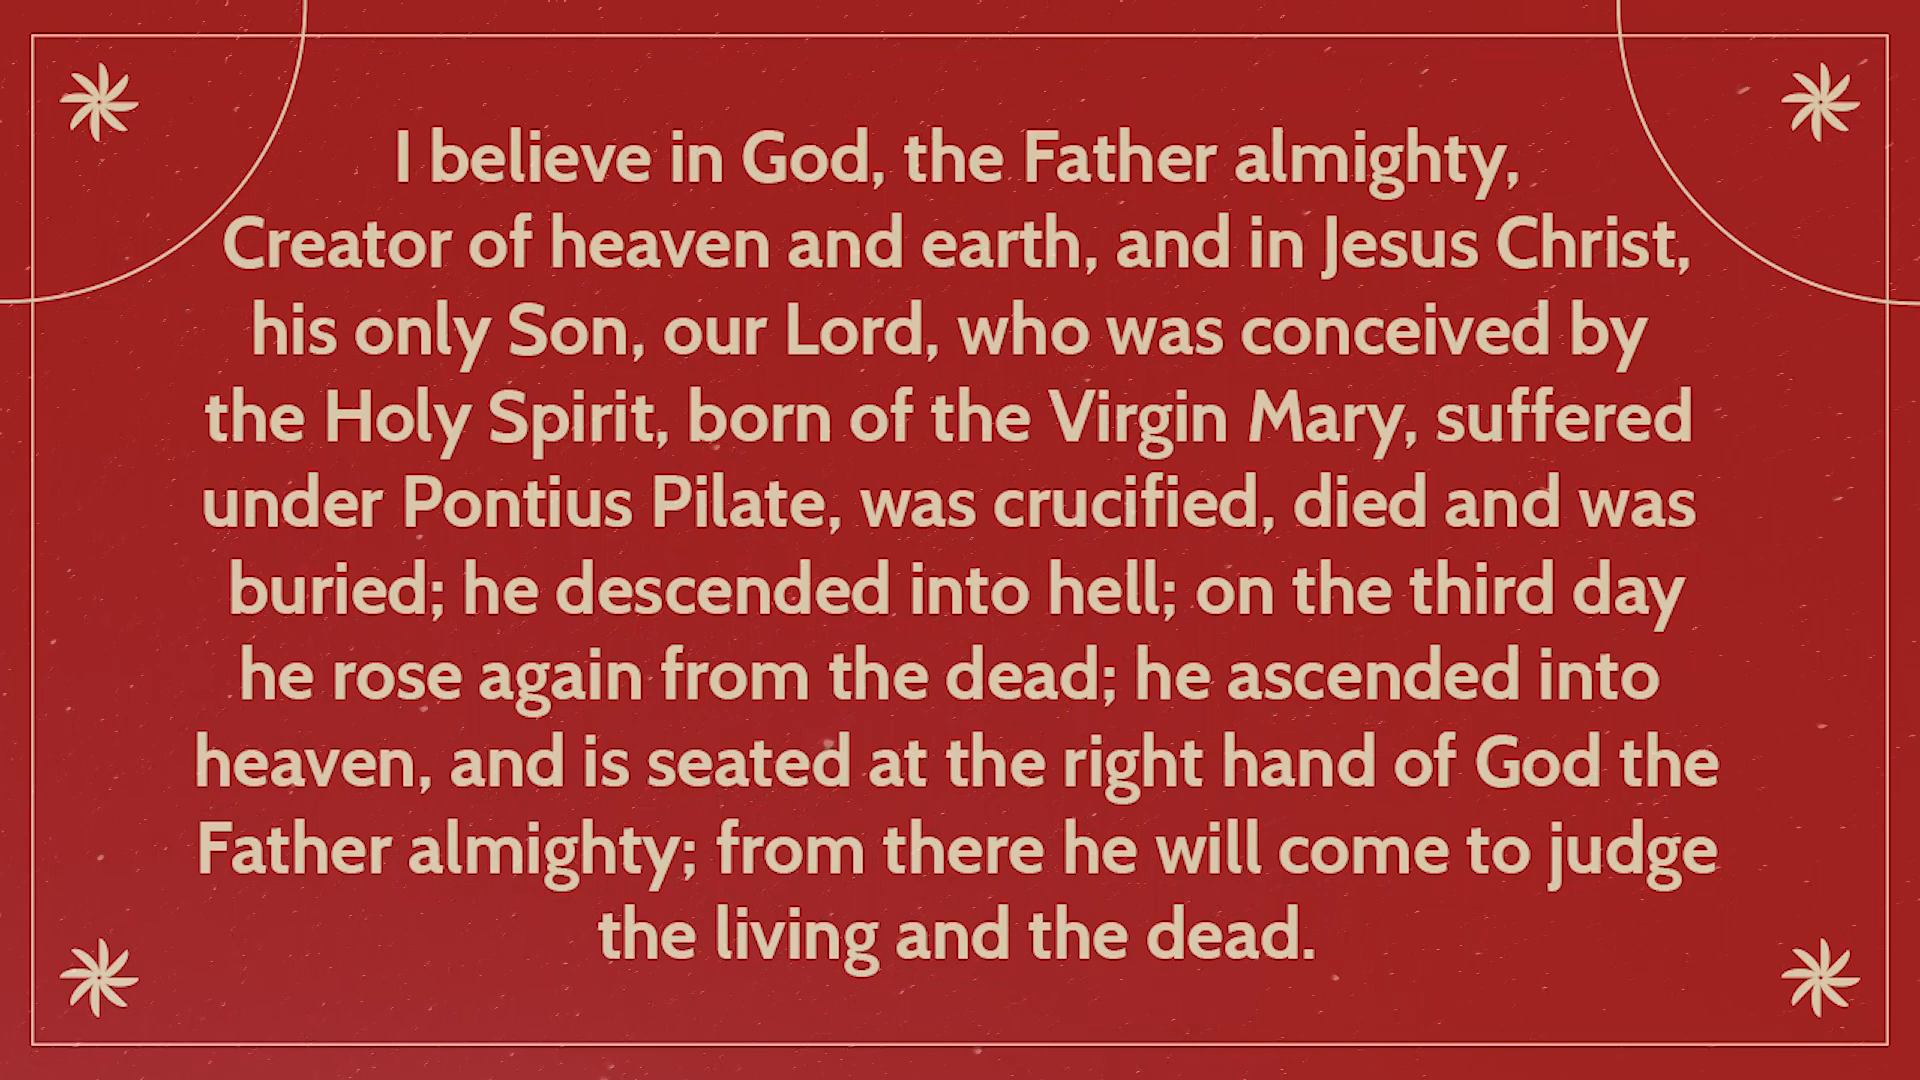 I believe in God, the Father almighty,
Creator of heaven and earth, and in Jesus Christ,
his only Son, our Lord, who was conceived by
the Holy Spirit, born of the Virgin Mary, suffered
under Pontius Pilate, was crucified, died and was
buried; he descended into hell; on the third day
he rose again from the dead; he ascended into
heaven, and is seated at the right hand of God the
Father almighty; from there he will come to judge
the living and the dead.